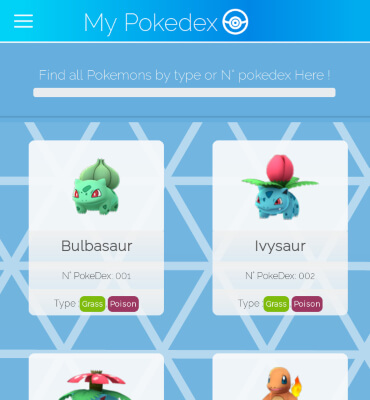 My Pokedex
Find all Pokemons by type or N° pokedex Here !
Bulbasaur
N° PokeDex: 001
Type : Grass Poison
Ivysaur
N° PokeDex: 002
Type : Grass Poison